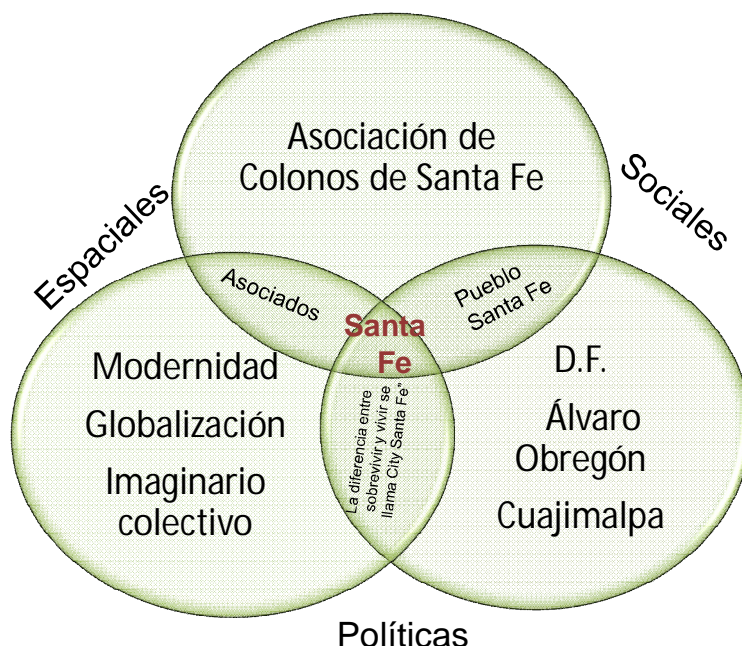 Asociación de
Colonos de Santa Fe
Espaciales
Sociales
Asociados
Pueblo
Santa Fe
Santa
Fe
Modernidad
Globalización
Imaginario
colectivo
La diferencia entre
sobrevivir y vivir se
llama City Santa Fe"
D.F.
Álvaro
Obregón
Cuajimalpa
Políticas